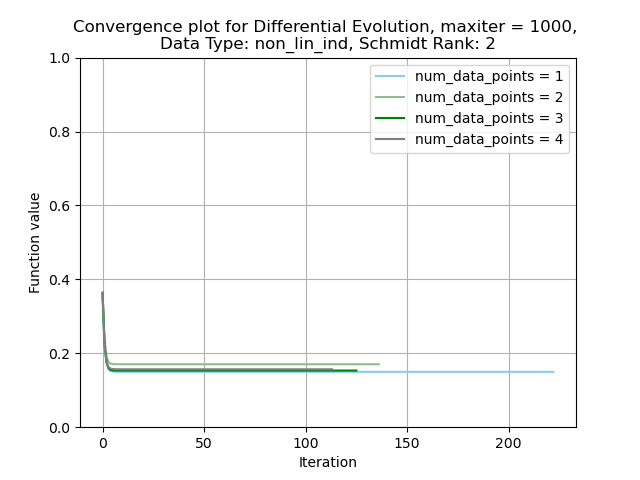 Convergence plot for Differential Evolution, maxiter = 1000,
Data Type: non_lin_ind, Schmidt Rank: 2
num_data_points = 1
num_data_points = 2
num_data_points = 3
num_data_points = 4
Function value
1.0
0.8
0.6
0.4
0.2
0.0
0
50
100
150
200
Iteration